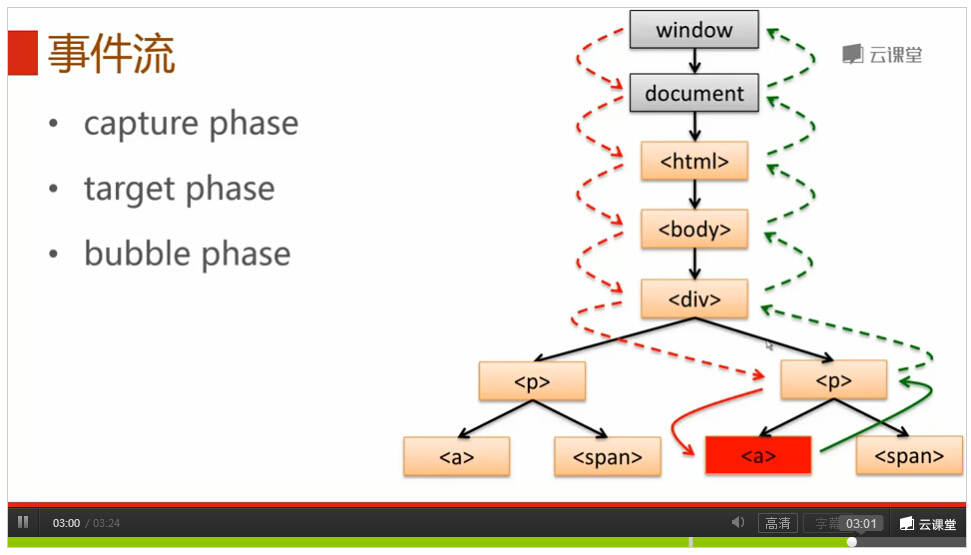 事件流
• capture phase
• target phase
• bubble phase
云课堂
window
document
<html>
<body>
<div>
<p> <p>
<a> <span> <a> <span>
03:00 / 03:24 高清 字幕 03:01 云课堂